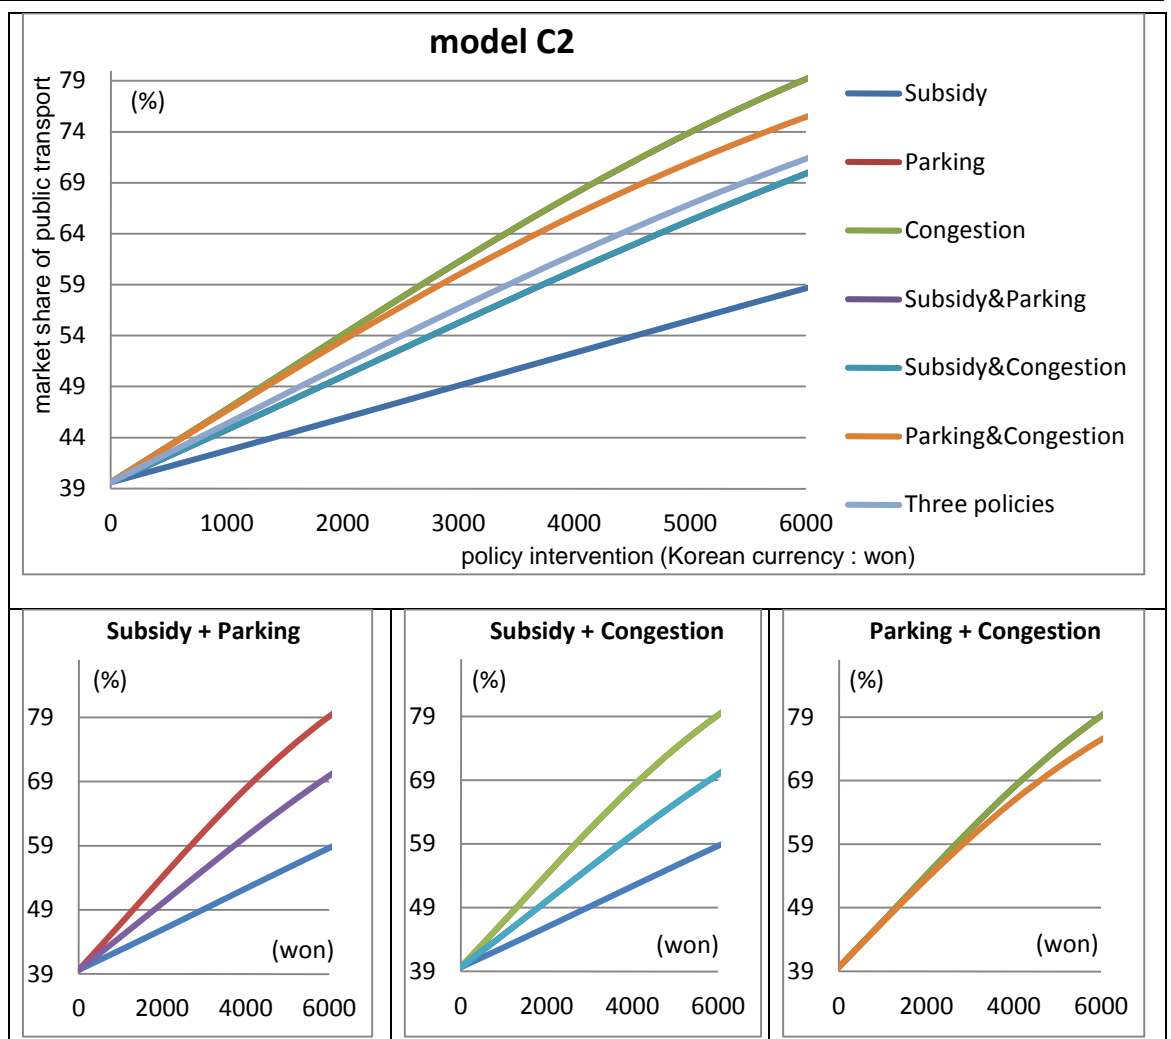 model C2
market share of public transport
(%)
79
74
69
64
59
54
49
44
39
0 1000 2000 3000 4000 5000 6000
policy intervention (Korean currency : won)
Subsidy
Parking
Congestion
Subsidy&Parking
Subsidy&Congestion
Parking&Congestion
Three policies
Subsidy + Parking
(%)
79
69
59
49
39
(won)
0 2000 4000 6000
Subsidy + Congestion
(%)
79
69
59
49
39
(won)
0 2000 4000 6000
Parking + Congestion
(%)
79
69
59
49
39
(won)
0 2000 4000 6000